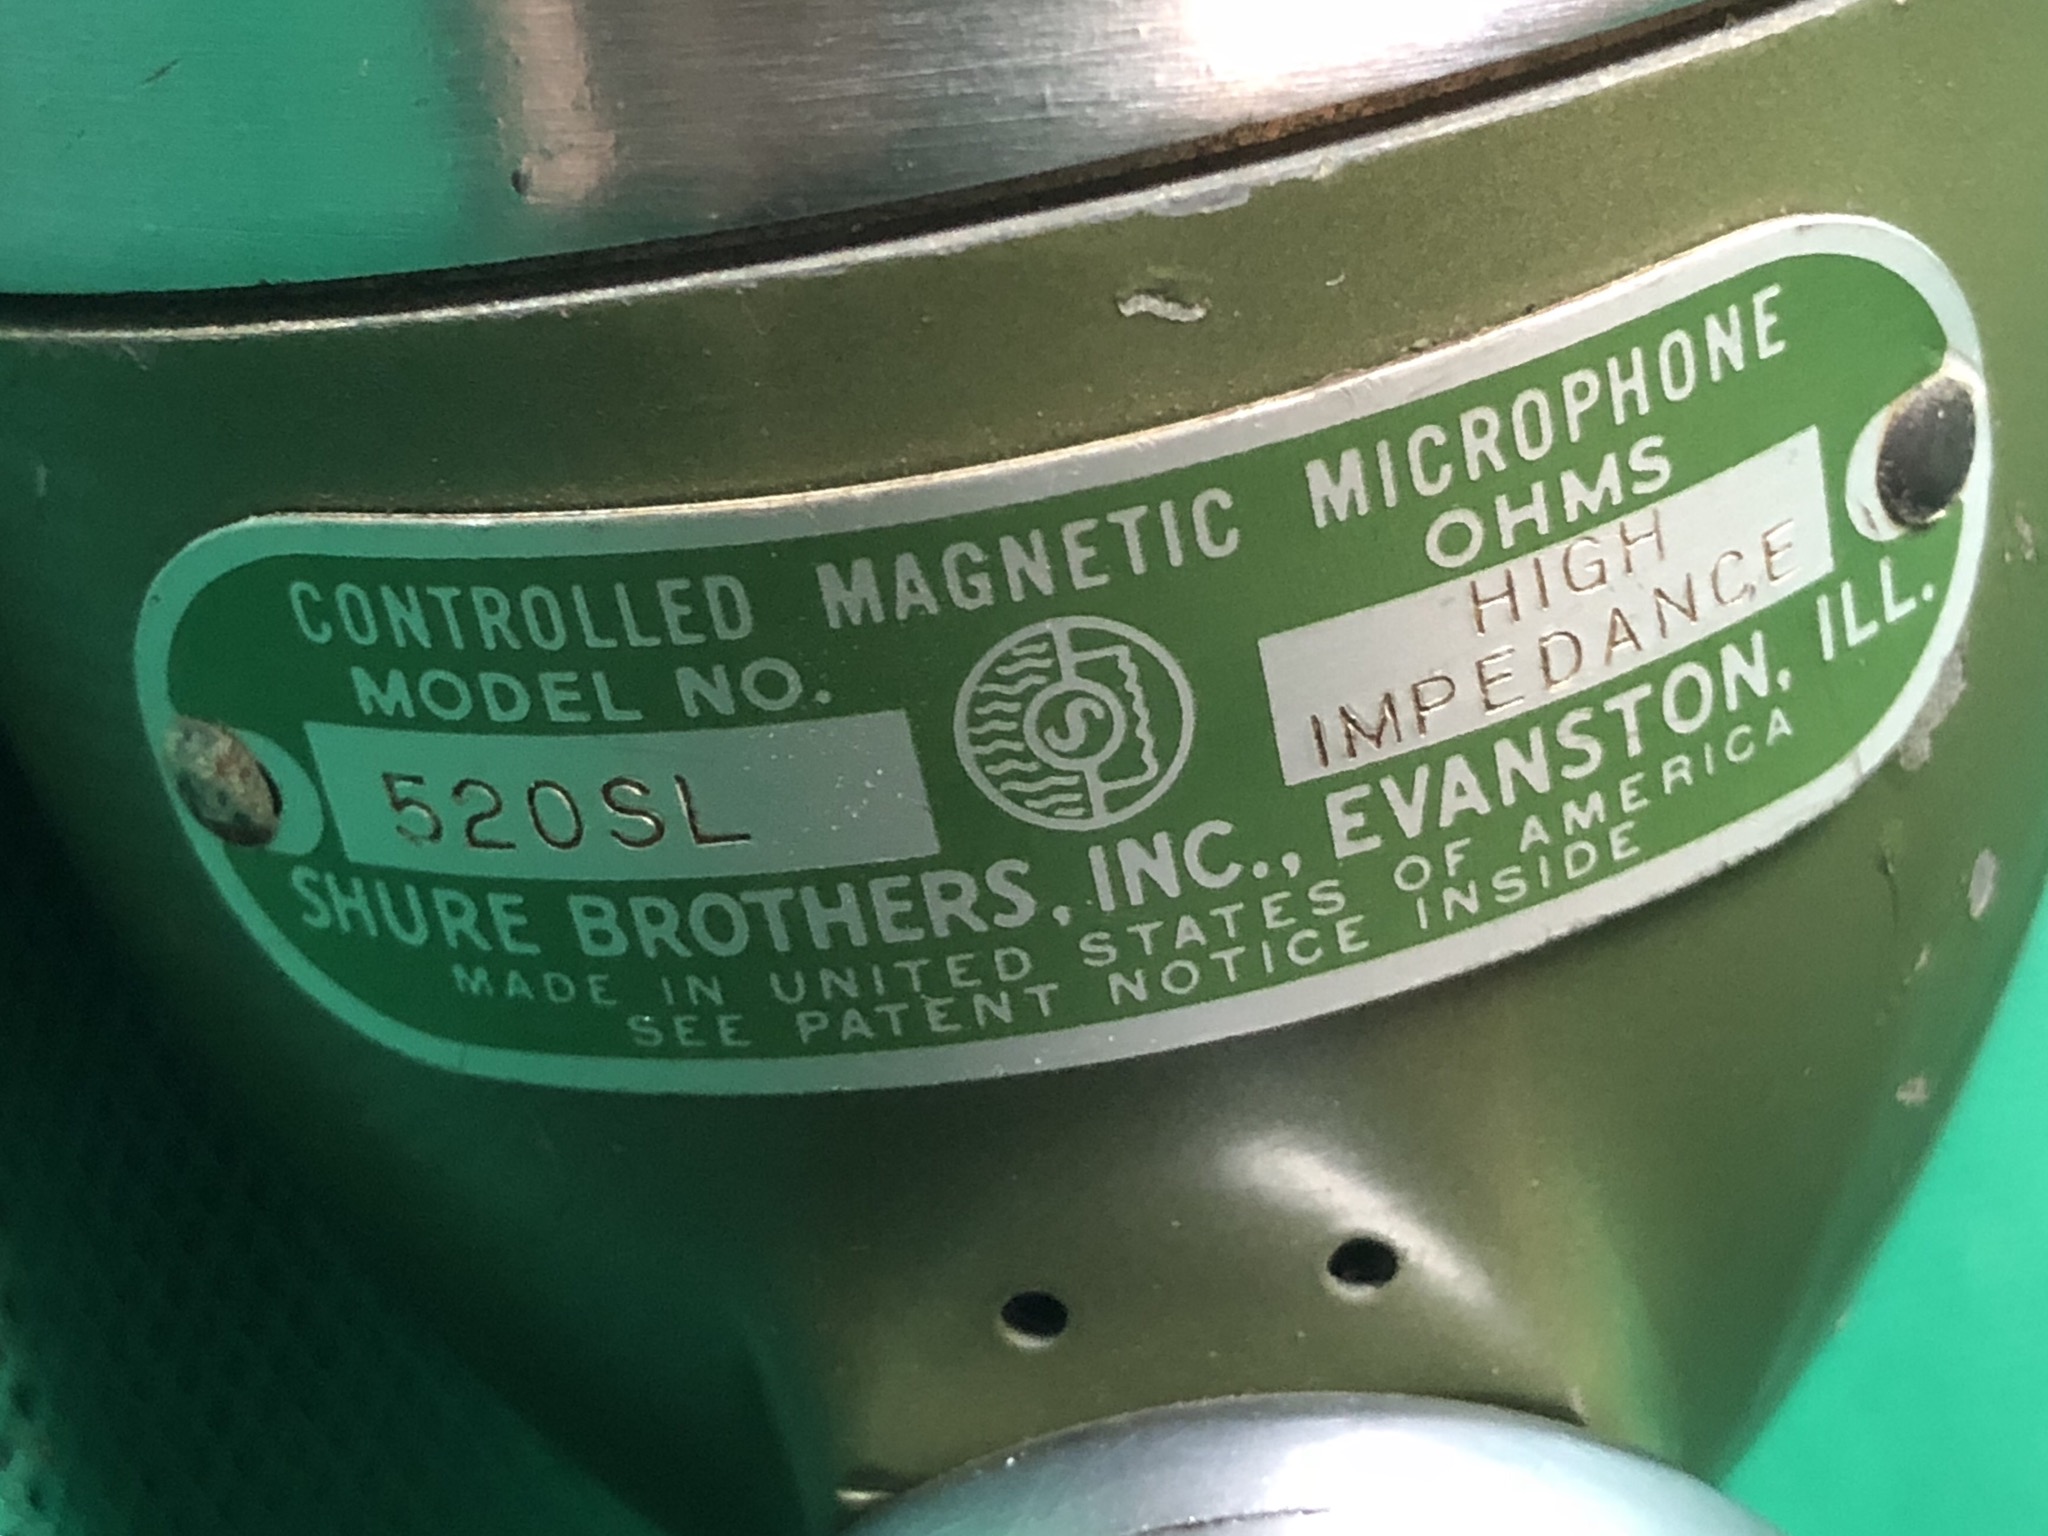 CONTROLLED MAGNETIC MICROPHONE
MODEL NO.
520SL
S
OHMS
HIGH
IMPEDANCE
SHURE BROTHERS, INC., EVANSTON, ILL.
MADE IN UNITED STATES OF AMERICA
SEE PATENT NOTICE INSIDE